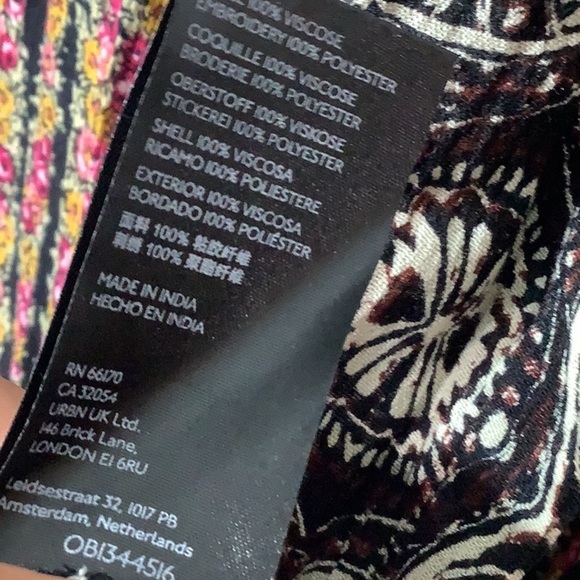 100% VISCOSE
EMBROIDERY 100% POLYESTER
COQUILLE 100% VISCOSE
BRODERIE 100% POLYESTER
OBERSTOFF 100% VISKOSE
STICKEREI 100% POLYESTER
SHELL 100% VISCOSA
RICAMO 100% POLIESTERE
EXTERIOR 100% VISCOSA
BORDADO 100% POLIÉSTER
面料 100% 粘胶纤维
刺绣 100% 聚酯纤维
MADE IN INDIA
HECHO EN INDIA
RN 66170
CA 32054
URBN UK Ltd.
146 Brick Lane,
LONDON E1 6RU
Leidsestraat 32, 1017 PB
Amsterdam, Netherlands
OB1344516